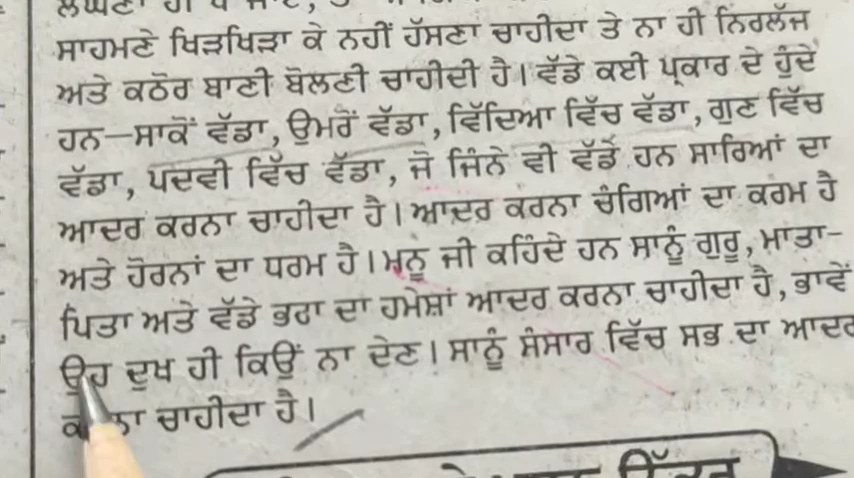 ਸਾਹਮਣੇ ਖਿੜਖਿੜਾ ਕੇ ਨਹੀਂ ਹੱਸਣਾ ਚਾਹੀਦਾ ਤੇ ਨਾ ਹੀ ਨਿਰਲੱਜ
ਅਤੇ ਕਠੋਰ ਬਾਣੀ ਬੋਲਣੀ ਚਾਹੀਦੀ ਹੈ। ਵੱਡੇ ਕਈ ਪ੍ਰਕਾਰ ਦੇ ਹੁੰਦੇ
ਹਨ—ਸਾਕੋਂ ਵੱਡਾ, ਉਮਰੋਂ ਵੱਡਾ, ਵਿੱਦਿਆ ਵਿੱਚ ਵੱਡਾ, ਗੁਣ ਵਿੱਚ
ਵੱਡਾ, ਪਦਵੀ ਵਿੱਚ ਵੱਡਾ, ਜੋ ਜਿੰਨੇ ਵੀ ਵੱਡੇ ਹਨ ਸਾਰਿਆਂ ਦਾ
ਆਦਰ ਕਰਨਾ ਚਾਹੀਦਾ ਹੈ। ਆਦਰ ਕਰਨਾ ਚੰਗਿਆਂ ਦਾ ਕਰਮ ਹੈ
ਅਤੇ ਹੋਰਨਾਂ ਦਾ ਧਰਮ ਹੈ। ਮਨੂ ਜੀ ਕਹਿੰਦੇ ਹਨ ਸਾਨੂੰ ਗੁਰੂ, ਮਾਤਾ-
ਪਿਤਾ ਅਤੇ ਵੱਡੇ ਭਰਾ ਦਾ ਹਮੇਸ਼ਾਂ ਆਦਰ ਕਰਨਾ ਚਾਹੀਦਾ ਹੈ, ਭਾਵੇਂ
ਉਹ ਦੁਖ ਹੀ ਕਿਉਂ ਨਾ ਦੇਣ। ਸਾਨੂੰ ਸੰਸਾਰ ਵਿੱਚ ਸਭ ਦਾ ਆਦਰ
ਚਾਹੀਦਾ ਹੈ।